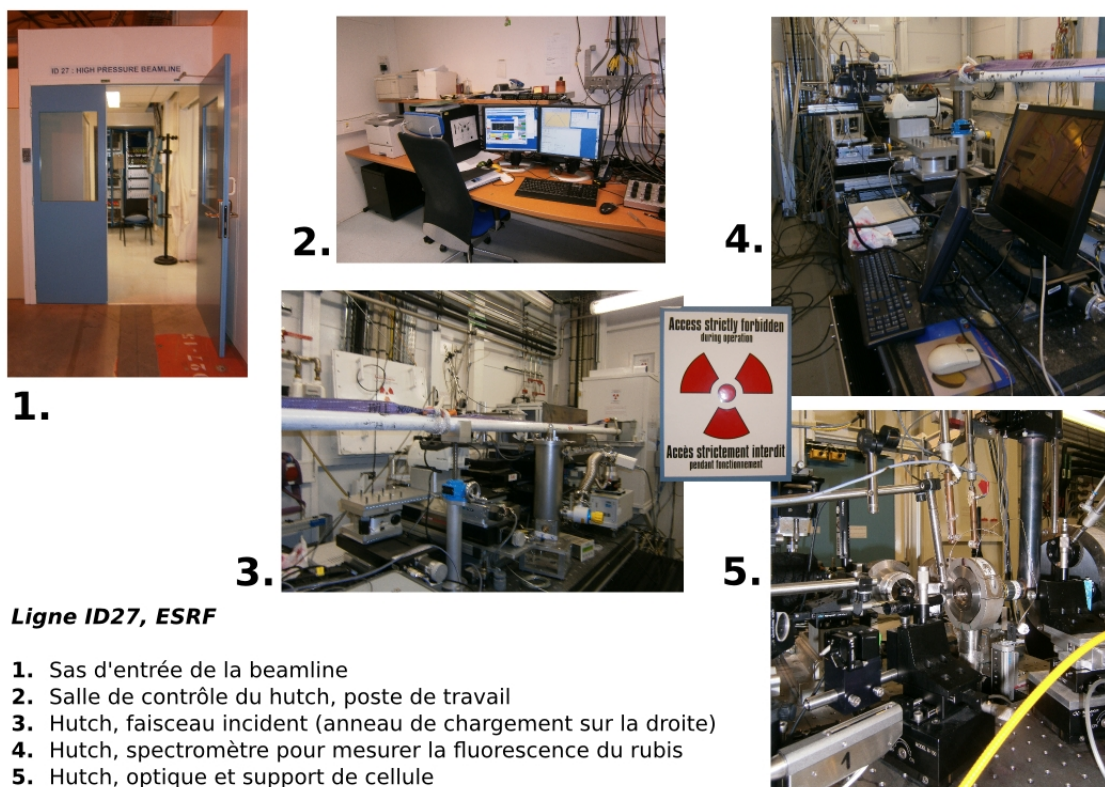 ID 27 : HIGH PRESSURE BEAMLINE
1.
2.
4.
Access strictly forbidden
during operation
Accès strictement interdit
pendant fonctionnement
3.
5.
1
Ligne ID27, ESRF
1. Sas d'entrée de la beamline
2. Salle de contrôle du hutch, poste de travail
3. Hutch, faisceau incident (anneau de chargement sur la droite)
4. Hutch, spectromètre pour mesurer la fluorescence du rubis
5. Hutch, optique et support de cellule